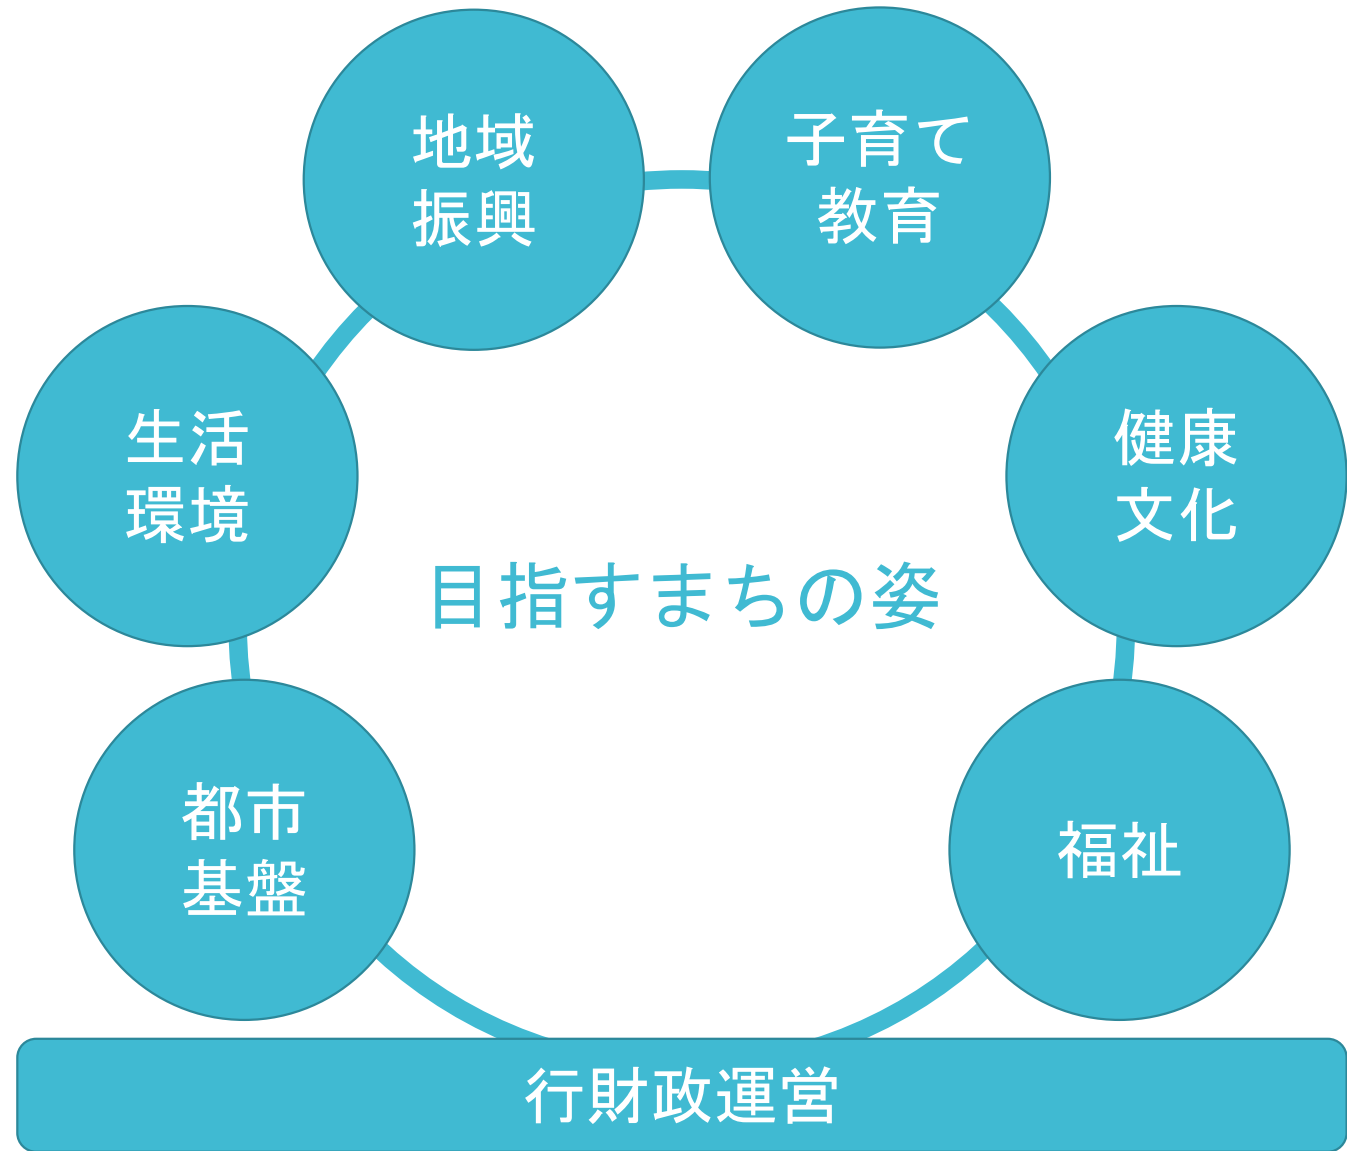 地域
振興
子育て
教育
生活
環境
健康
文化
目指すまちの姿
都市
基盤
福祉
行財政運営